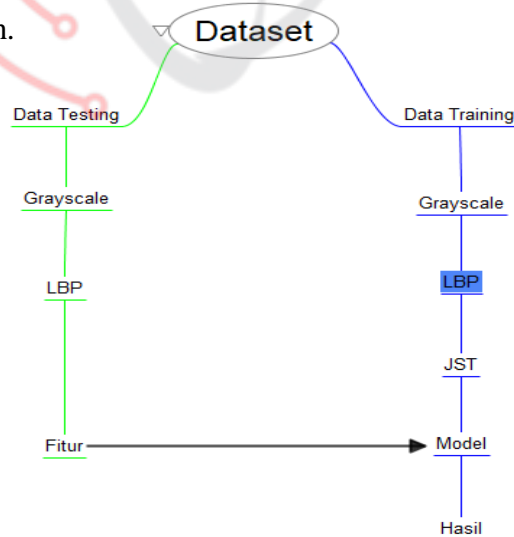 n.
Dataset
Data Testing
Data Training
Grayscale
Grayscale
LBP
LBP
JST
Fitur
Model
Hasil